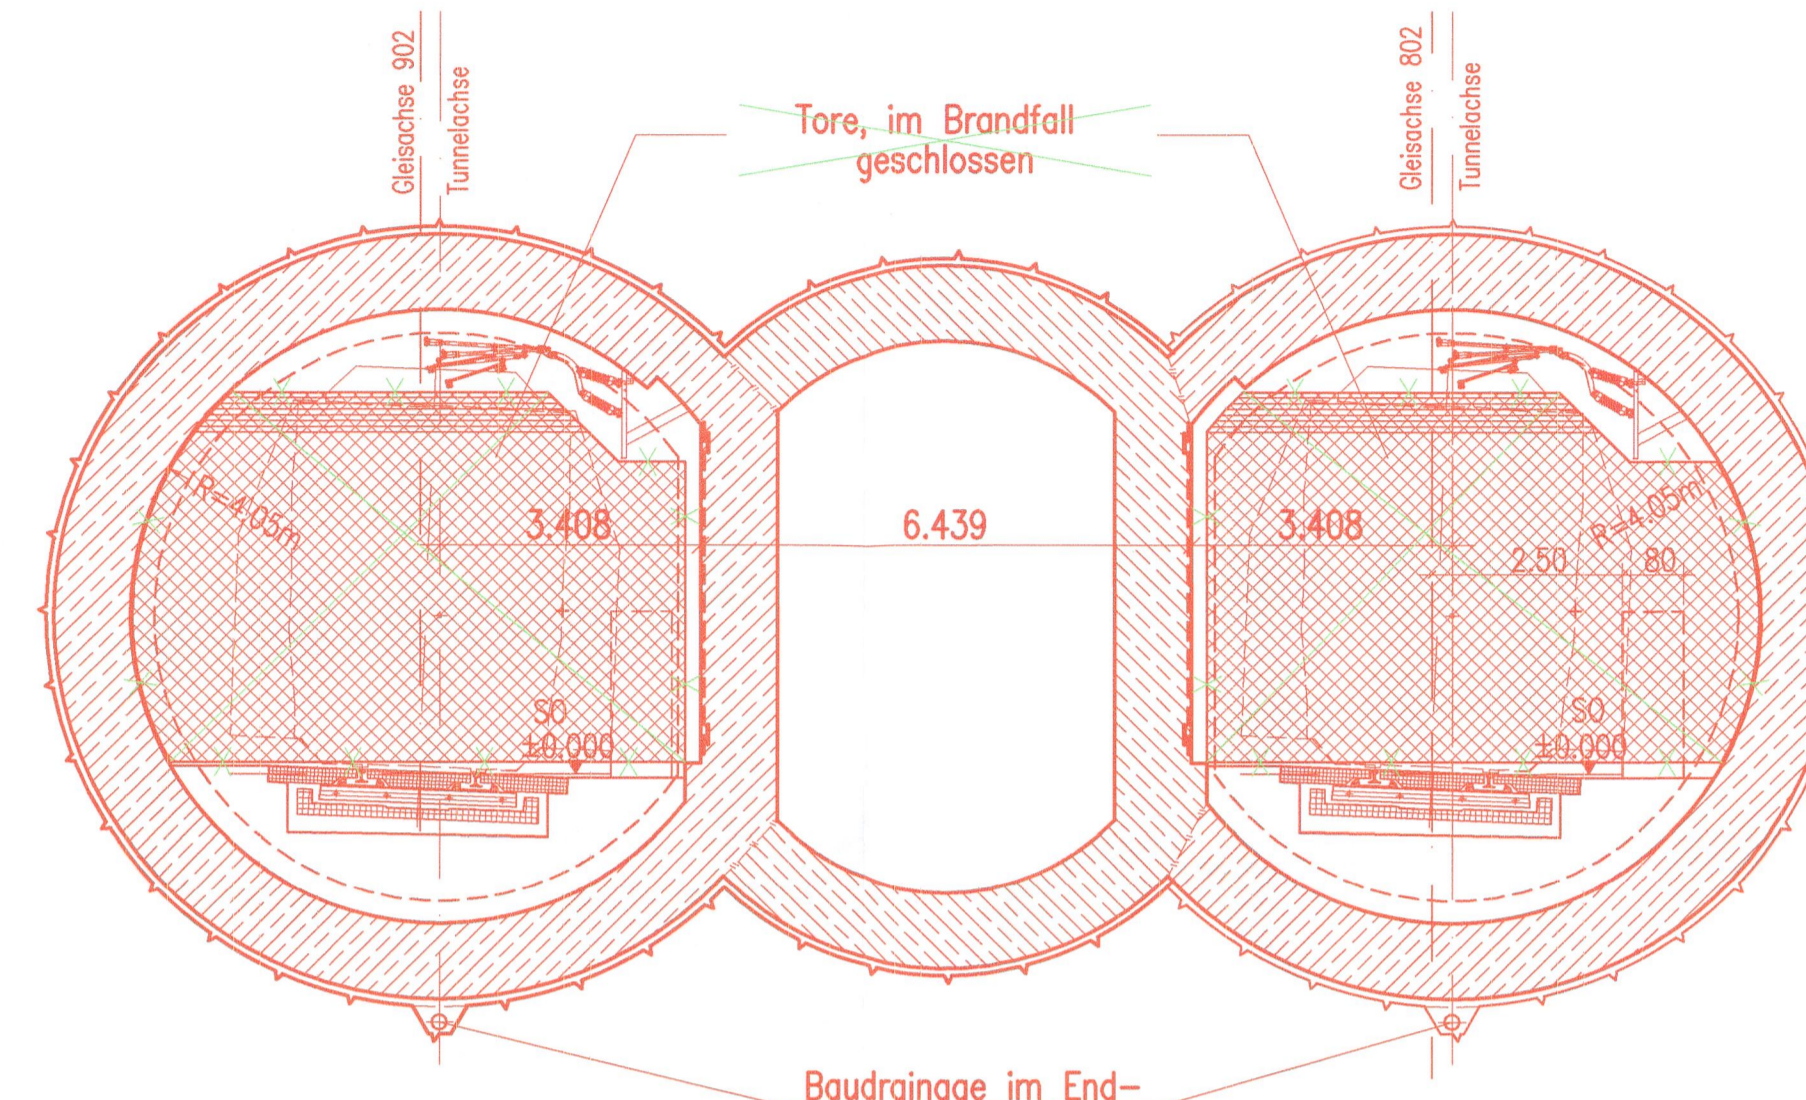 Gleisachse 902
Tunnelachse
Tore, im Brandfall
geschlossen
Gleisachse 802
Tunnelachse
R=4.05m
3.408
6.439
3.408
R=4.05m
2.50
80
SO
±0.000
SO
±0.000
Baudrainage im End-